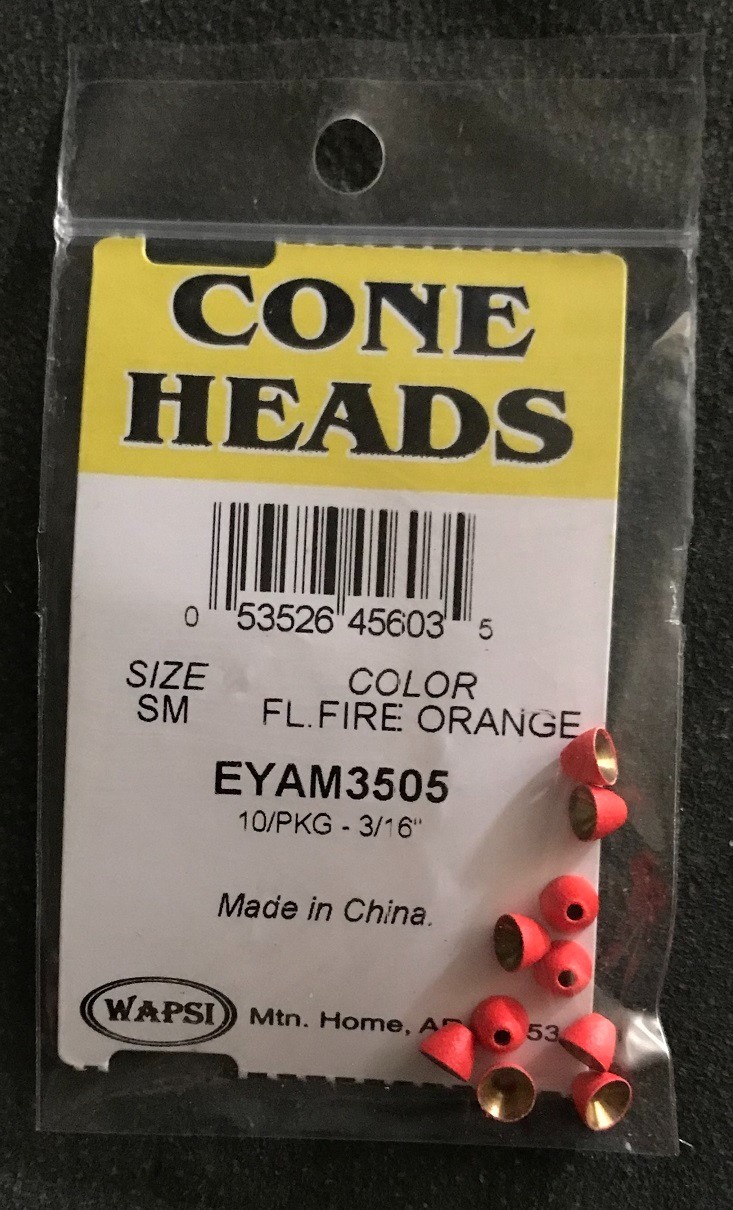 CONE
HEADS
0 53526 45603 5
SIZE COLOR
SM FL.FIRE ORANGE
EYAM3505
10/PKG - 3/16"
Made in China.
WAPSI Mtn. Home,